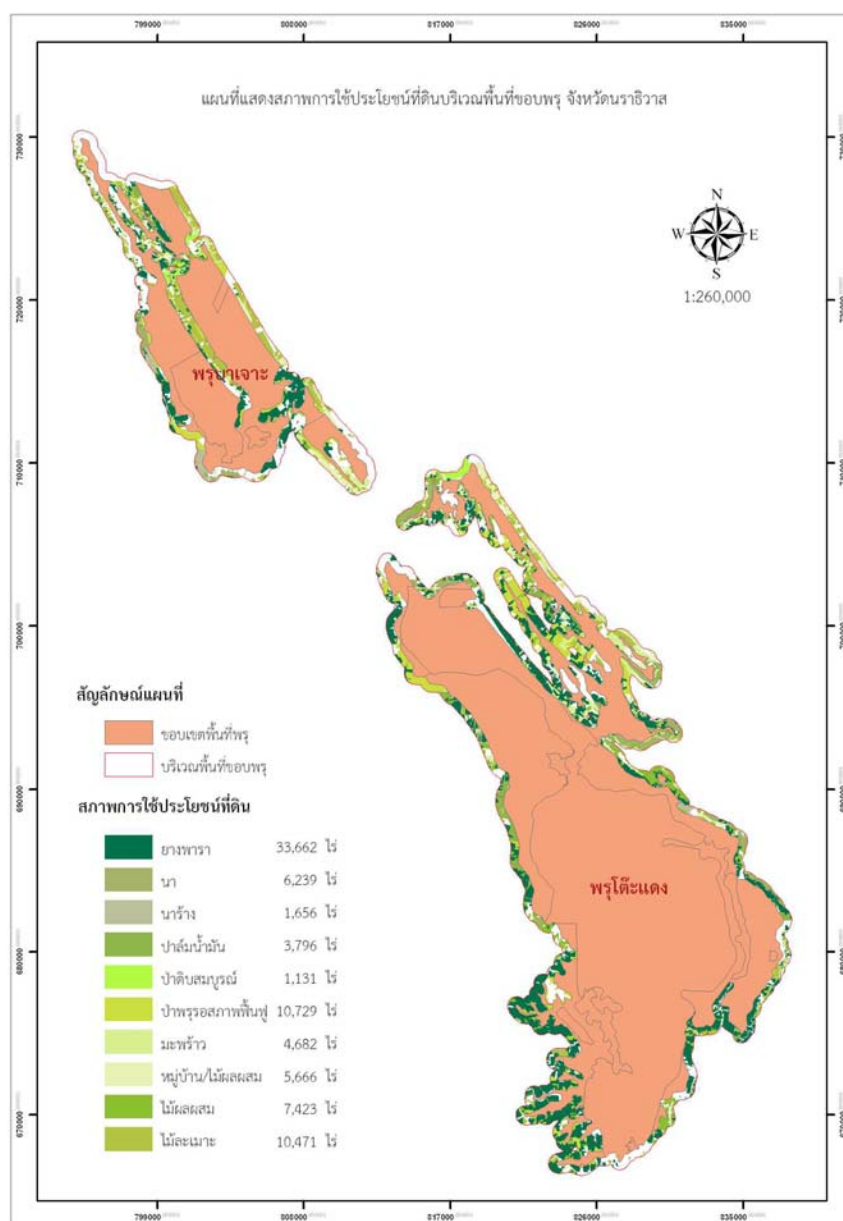 799000 808000 817000 826000 835000
แผนที่แสดงสภาพการใช้ประโยชน์ที่ดินบริเวณพื้นที่ขอบพรุ จังหวัดนราธิวาส
730000
N
W E
S
1:260,000
720000
พรุบาเจาะ
710000
700000
สัญลักษณ์แผนที่
ขอบเขตพื้นที่พรุ
บริเวณพื้นที่ขอบพรุ
690000
สภาพการใช้ประโยชน์ที่ดิน
ยางพารา 33,662 ไร่
นา 6,239 ไร่
นาร้าง 1,656 ไร่
ปาล์มน้ำมัน 3,796 ไร่
ป่าดิบสมบูรณ์ 1,131 ไร่
ป่าพรุรอสภาพฟื้นฟู 10,729 ไร่
มะพร้าว 4,682 ไร่
หมู่บ้าน/ไม้ผลผสม 5,666 ไร่
ไม้ผลผสม 7,423 ไร่
ไม้ละเมาะ 10,471 ไร่
พรุโต๊ะแดง
680000 680000
670000 670000
799000 808000 817000 826000 835000